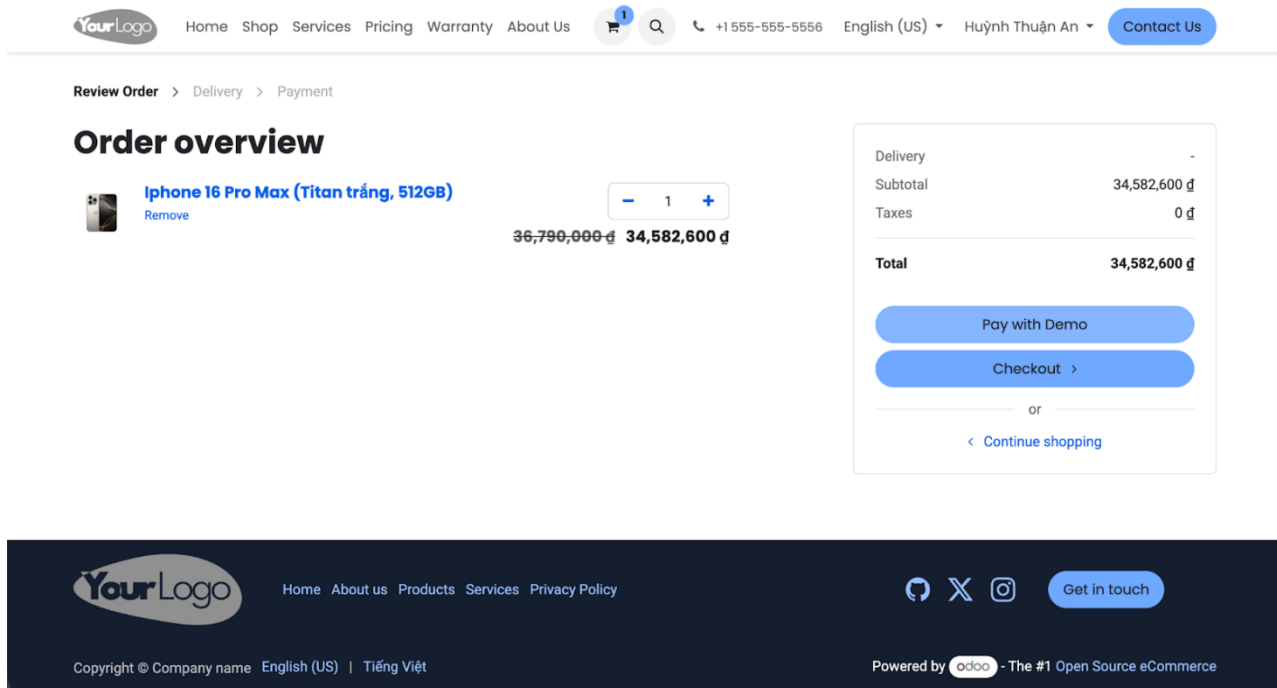 YourLogo Home Shop Services Pricing Warranty About Us 1 +1 555-555-5556 English (US) Huỳnh Thuận An Contact Us
Review Order > Delivery > Payment
Order overview
Iphone 16 Pro Max (Titan trắng, 512GB)
Remove
− 1 +
36,790,000 ₫ 34,582,600 ₫
Delivery -
Subtotal 34,582,600 ₫
Taxes 0 ₫
Total 34,582,600 ₫
Pay with Demo
Checkout >
or
< Continue shopping
YourLogo Home About us Products Services Privacy Policy Get in touch
Copyright © Company name English (US) | Tiếng Việt Powered by odoo - The #1 Open Source eCommerce